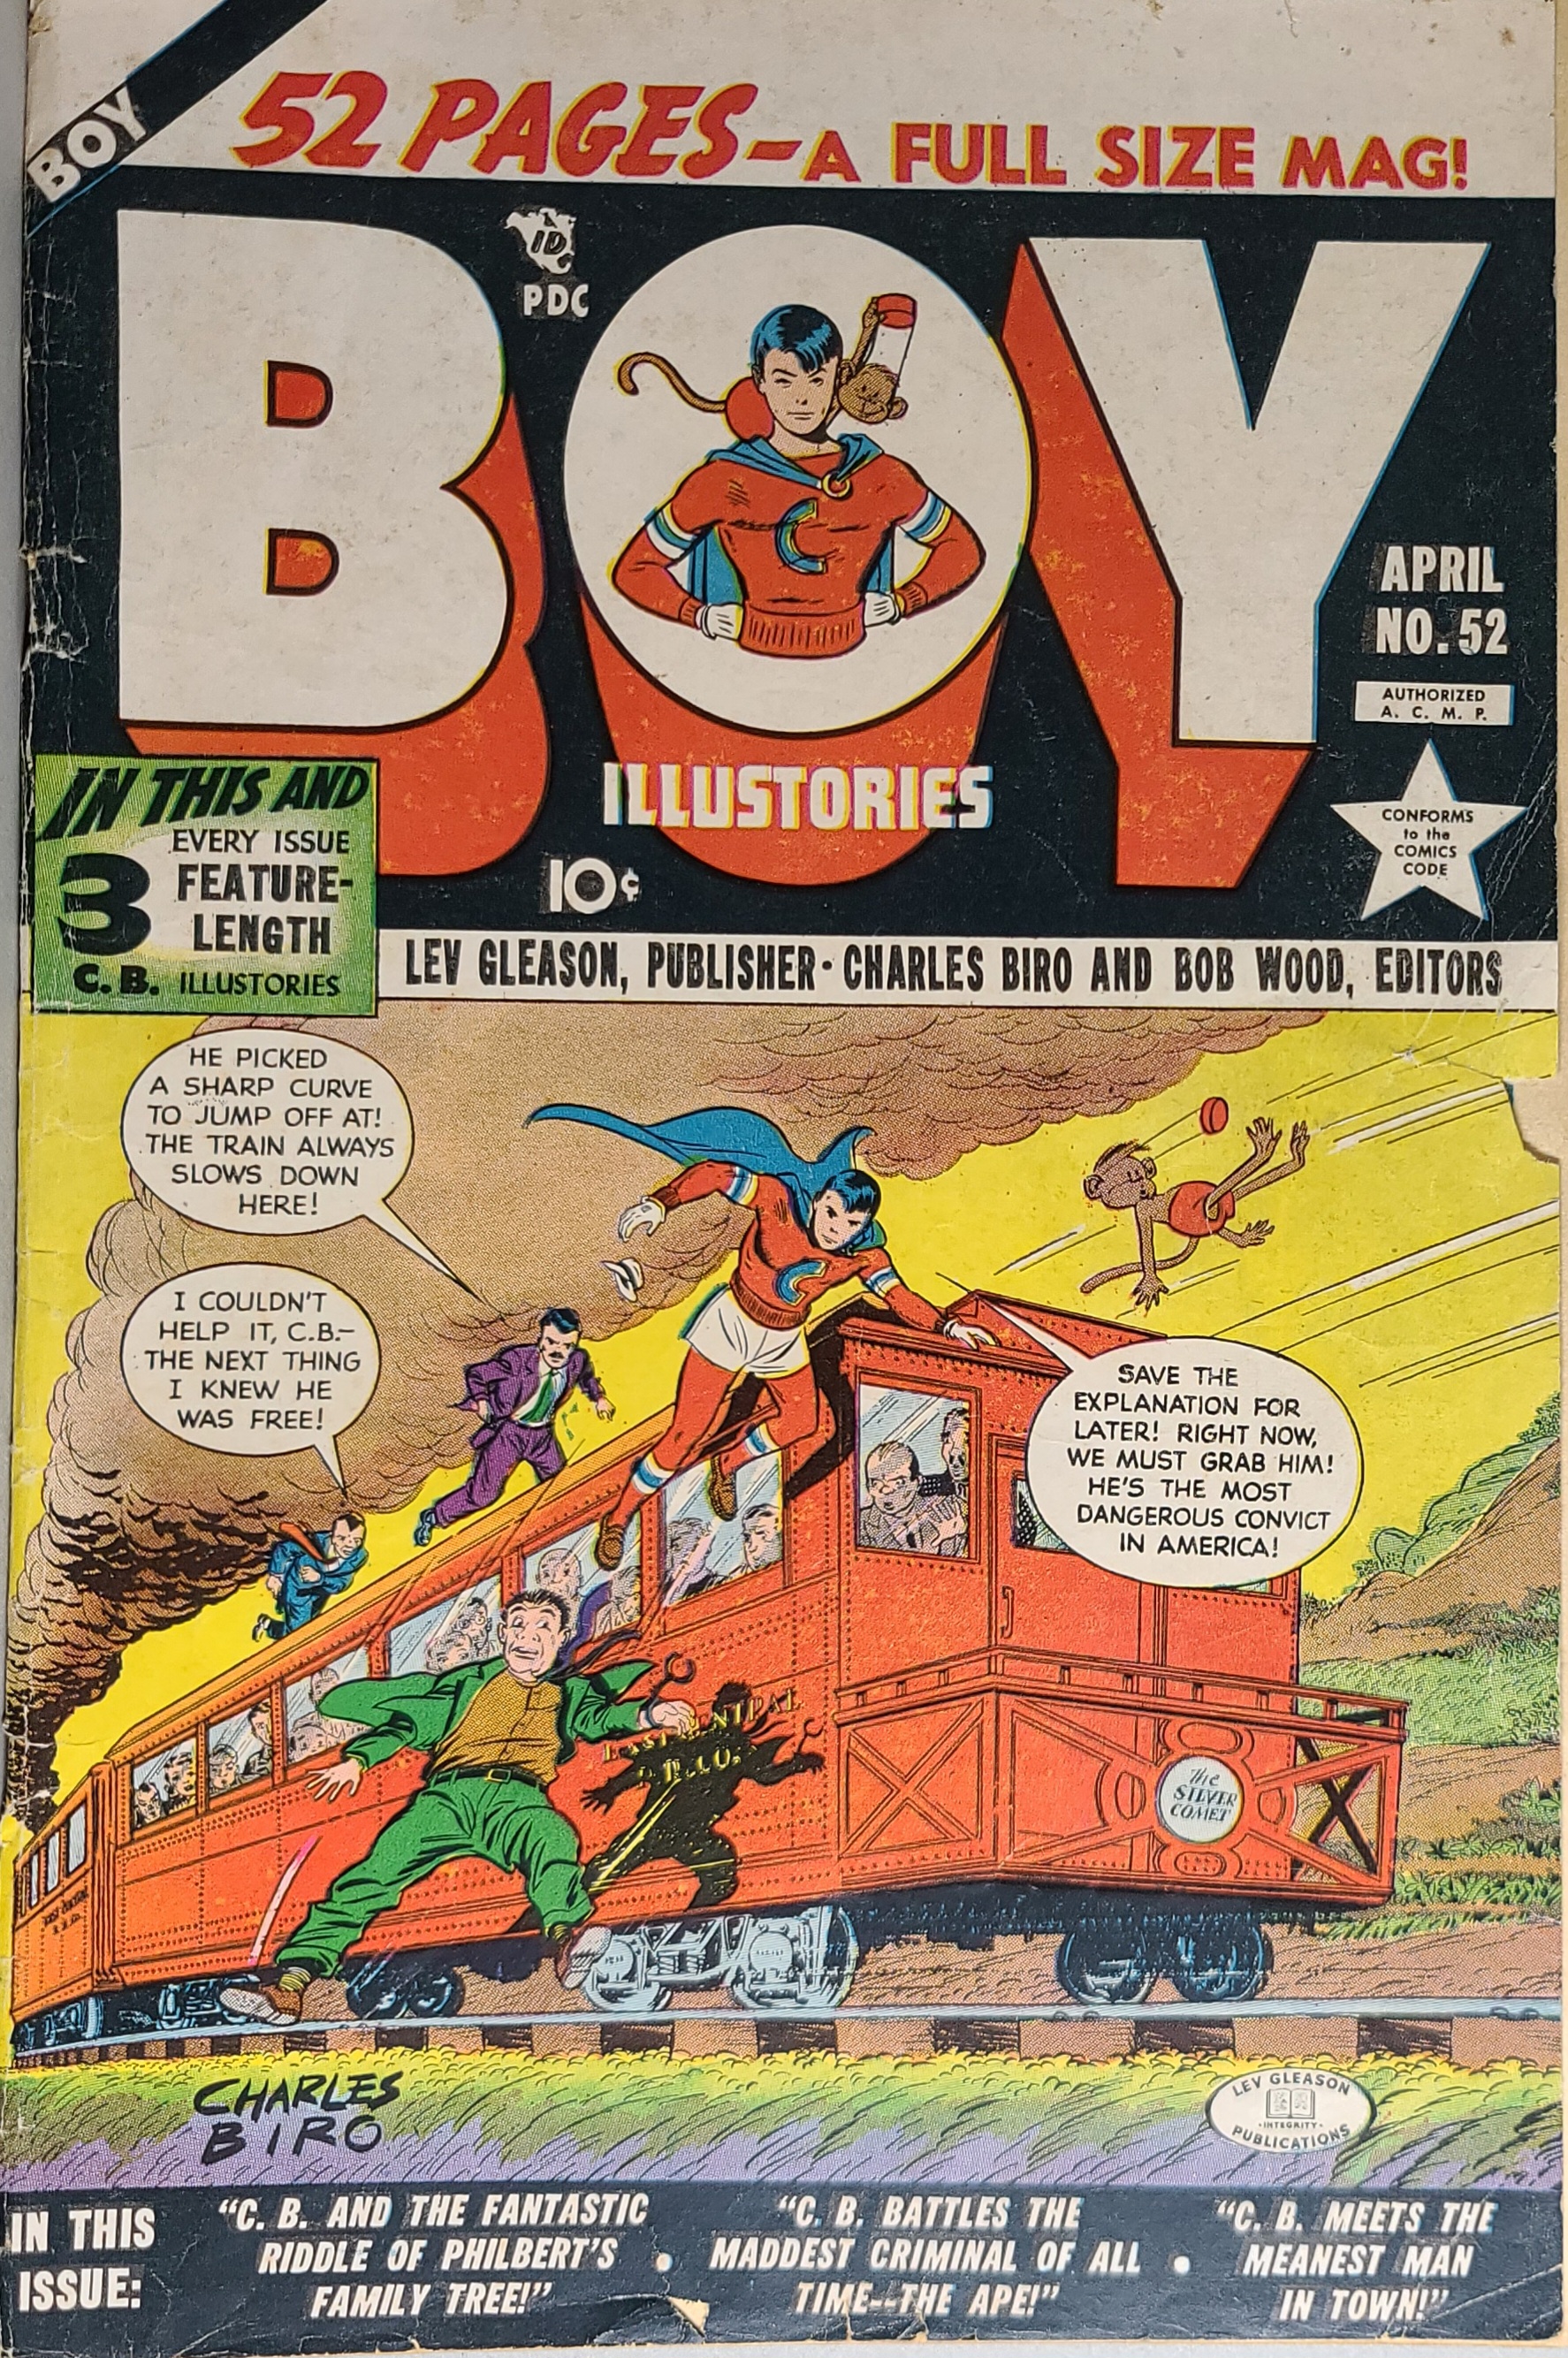 BOY
52 PAGES-A FULL SIZE MAG!
ID
PDC
BOY
C
ILLUSTORIES
10¢
APRIL
NO. 52
AUTHORIZED
A. C. M. P.
CONFORMS
to the
COMICS
CODE
IN THIS AND
EVERY ISSUE
3 FEATURE-
LENGTH
C.B. ILLUSTORIES
LEV GLEASON, PUBLISHER · CHARLES BIRO AND BOB WOOD, EDITORS
HE PICKED
A SHARP CURVE
TO JUMP OFF AT!
THE TRAIN ALWAYS
SLOWS DOWN
HERE!
I COULDN'T
HELP IT, C.B.—
THE NEXT THING
I KNEW HE
WAS FREE!
C
SAVE THE
EXPLANATION FOR
LATER! RIGHT NOW,
WE MUST GRAB HIM!
HE'S THE MOST
DANGEROUS CONVICT
IN AMERICA!
The
SILVER
COMET
CHARLES
BIRO
LEV GLEASON
·INTEGRITY·
PUBLICATIONS
IN THIS
ISSUE:
"C. B. AND THE FANTASTIC
RIDDLE OF PHILBERT'S
FAMILY TREE!"
•
"C. B. BATTLES THE
MADDEST CRIMINAL OF ALL
TIME--THE APE!"
•
"C. B. MEETS THE
MEANEST MAN
IN TOWN!"